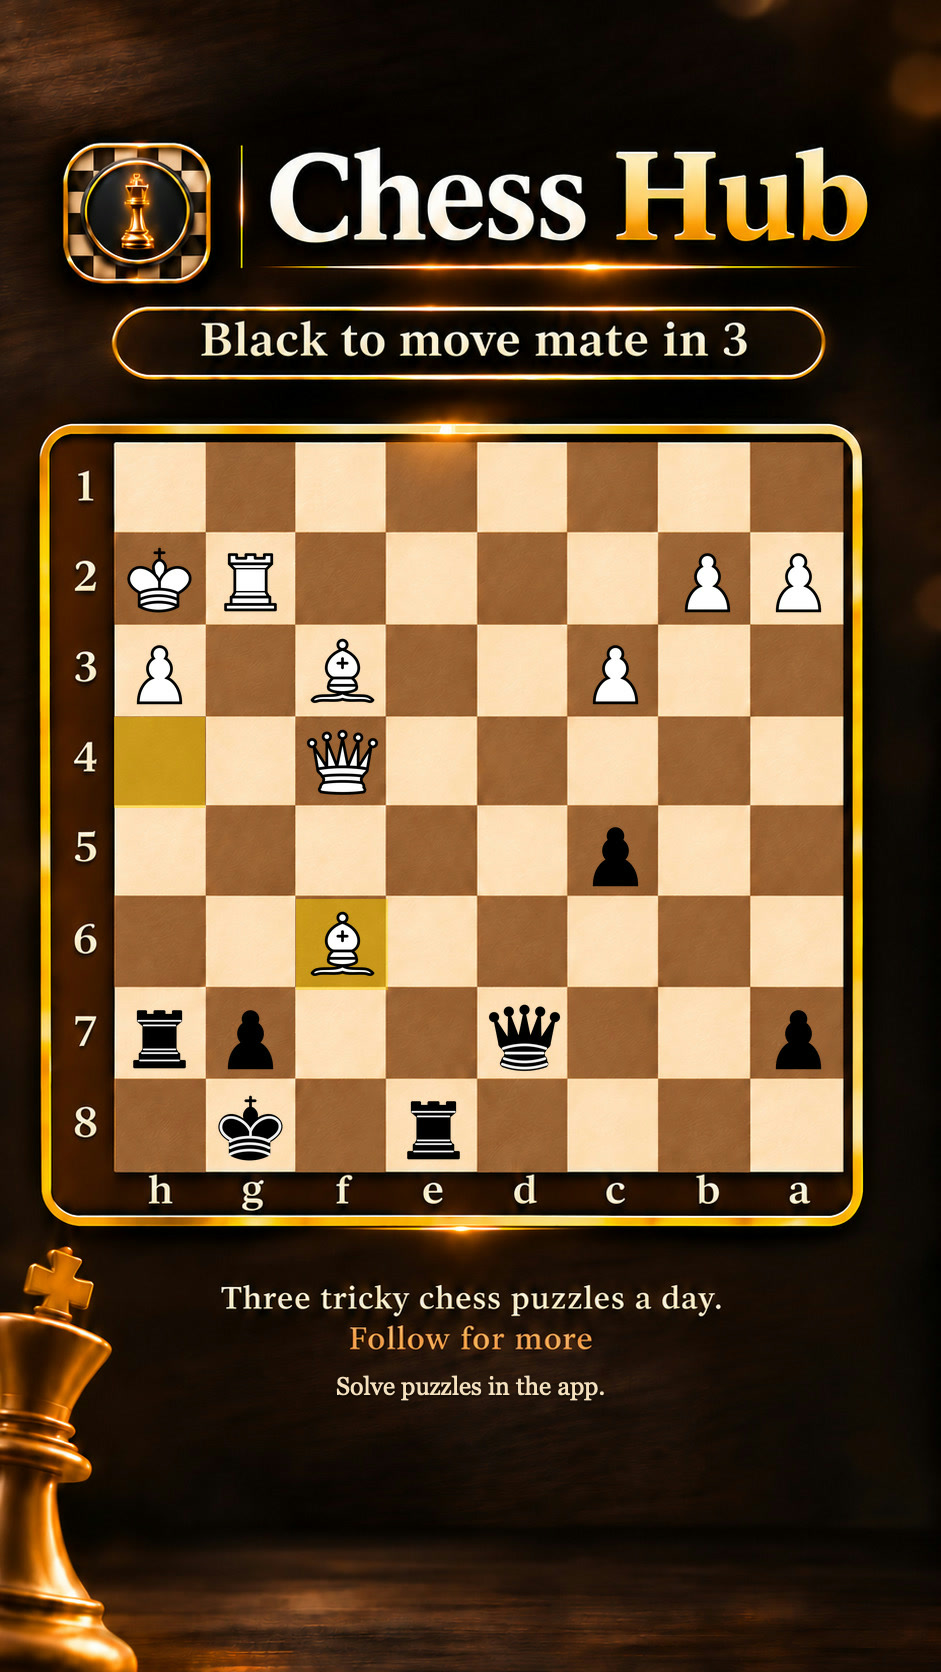 Chess Hub
Black to move mate in 3
1
2
3
4
5
6
7
8
h g f e d c b a
Three tricky chess puzzles a day.
Follow for more
Solve puzzles in the app.